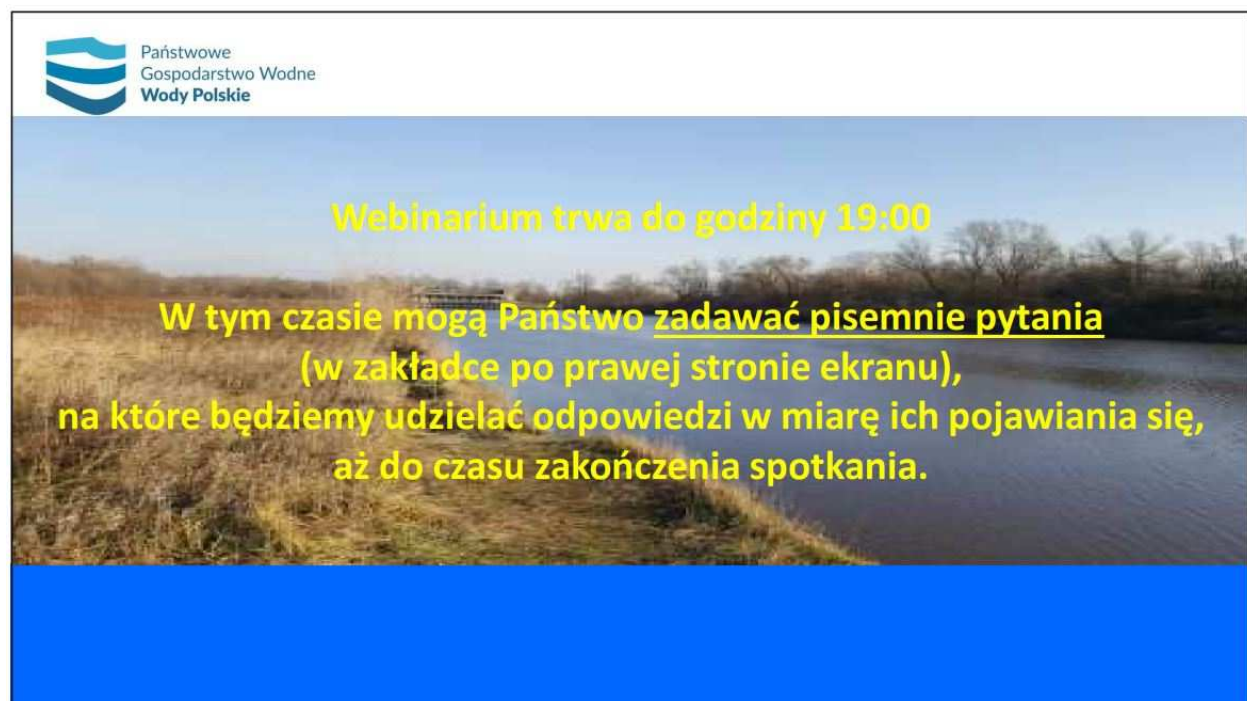 Państwowe
Gospodarstwo Wodne
Wody Polskie
Webinarium trwa do godziny 19:00
W tym czasie mogą Państwo zadawać pisemnie pytania
(w zakładce po prawej stronie ekranu),
na które będziemy udzielać odpowiedzi w miarę ich pojawiania się,
aż do czasu zakończenia spotkania.